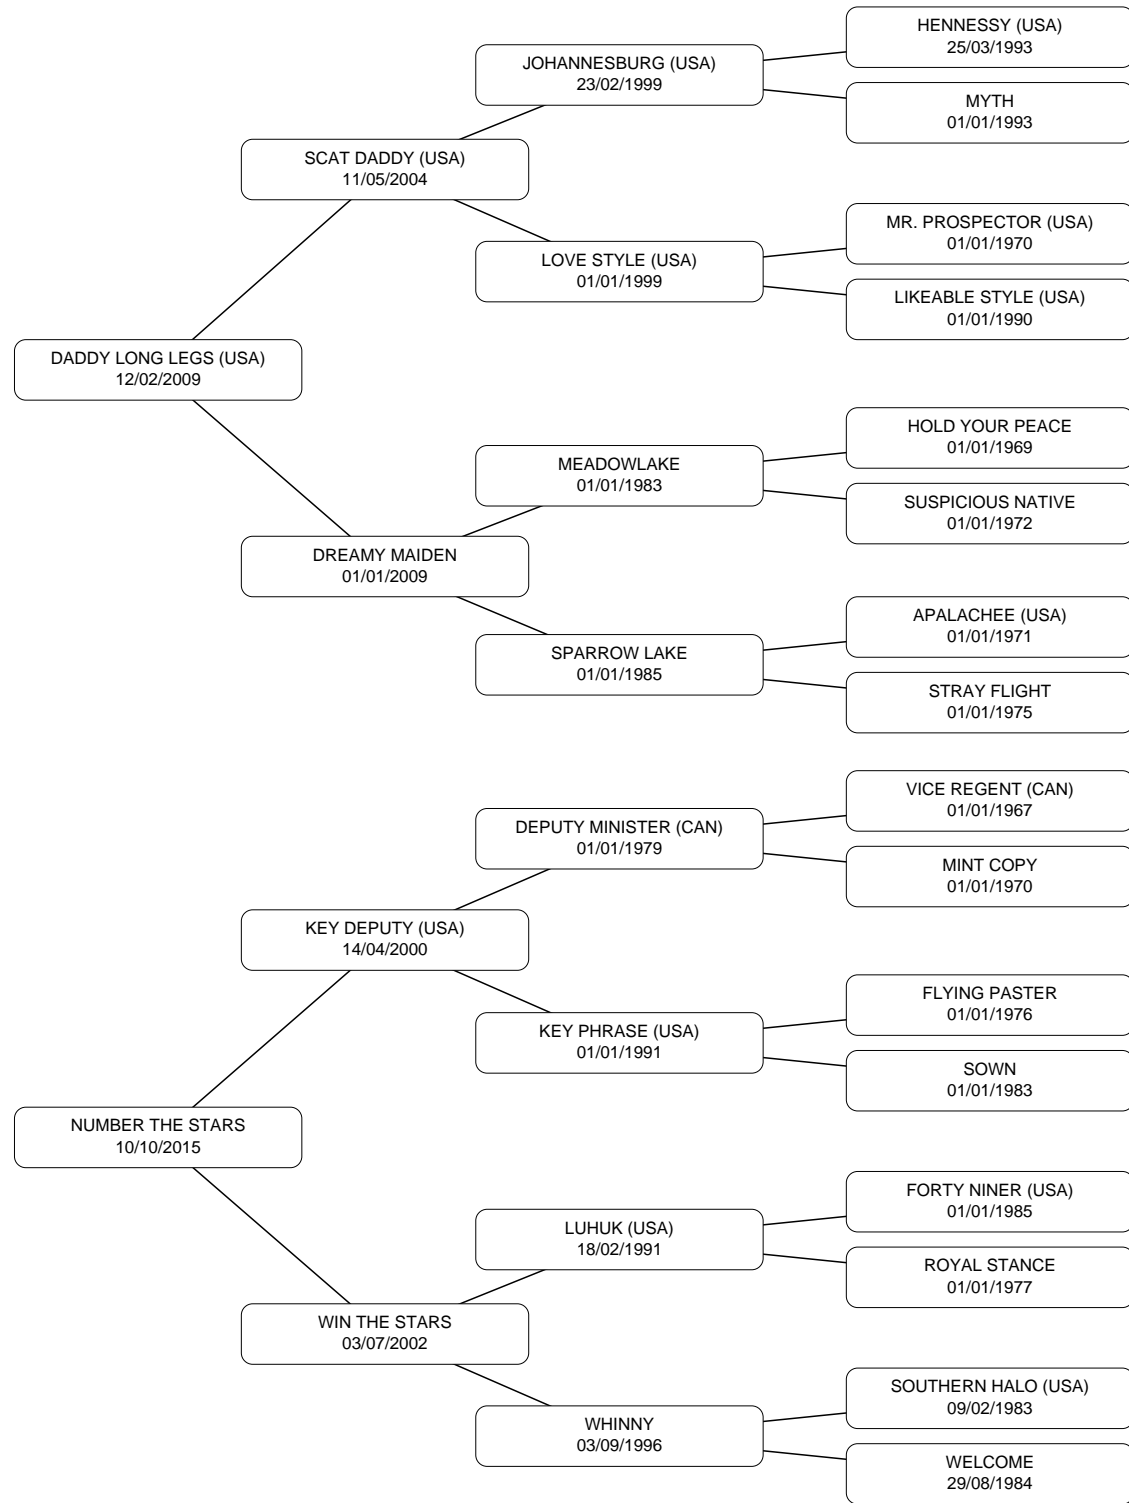 HENNESSY (USA)
25/03/1993
JOHANNESBURG (USA)
23/02/1999
MYTH
01/01/1993
SCAT DADDY (USA)
11/05/2004
MR. PROSPECTOR (USA)
01/01/1970
LOVE STYLE (USA)
01/01/1999
LIKEABLE STYLE (USA)
01/01/1990
DADDY LONG LEGS (USA)
12/02/2009
HOLD YOUR PEACE
01/01/1969
MEADOWLAKE
01/01/1983
SUSPICIOUS NATIVE
01/01/1972
DREAMY MAIDEN
01/01/2009
APALACHEE (USA)
01/01/1971
SPARROW LAKE
01/01/1985
STRAY FLIGHT
01/01/1975
VICE REGENT (CAN)
01/01/1967
DEPUTY MINISTER (CAN)
01/01/1979
MINT COPY
01/01/1970
KEY DEPUTY (USA)
14/04/2000
FLYING PASTER
01/01/1976
KEY PHRASE (USA)
01/01/1991
SOWN
01/01/1983
NUMBER THE STARS
10/10/2015
FORTY NINER (USA)
01/01/1985
LUHUK (USA)
18/02/1991
ROYAL STANCE
01/01/1977
WIN THE STARS
03/07/2002
SOUTHERN HALO (USA)
09/02/1983
WHINNY
03/09/1996
WELCOME
29/08/1984